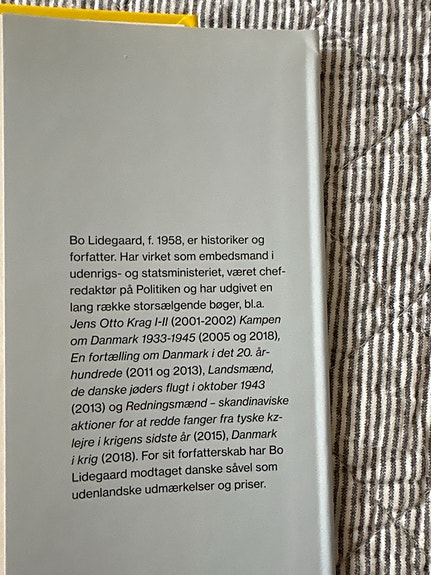 Bo Lidegaard, f. 1958, er historiker og
forfatter. Har virket som embedsmand i
udenrigs- og statsministeriet, været chef-
redaktør på Politiken og har udgivet en
lang række storsælgende bøger, bl.a.
Jens Otto Krag I-II (2001-2002) Kampen
om Danmark 1933-1945 (2005 og 2018),
En fortælling om Danmark i det 20. år-
hundrede (2011 og 2013), Landsmænd,
de danske jøders flugt i oktober 1943
(2013) og Redningsmænd – skandinaviske
aktioner for at redde fanger fra tyske kz-
lejre i krigens sidste år (2015), Danmark
i krig (2018). For sit forfatterskab har Bo
Lidegaard modtaget danske såvel som
udenlandske udmærkelser og priser.